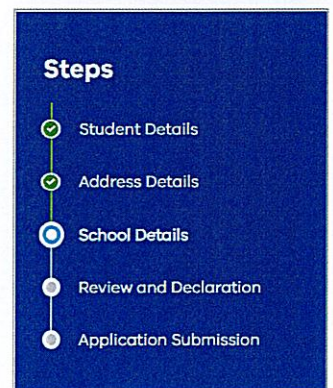 Steps
Student Details
Address Details
School Details
Review and Declaration
Application Submission